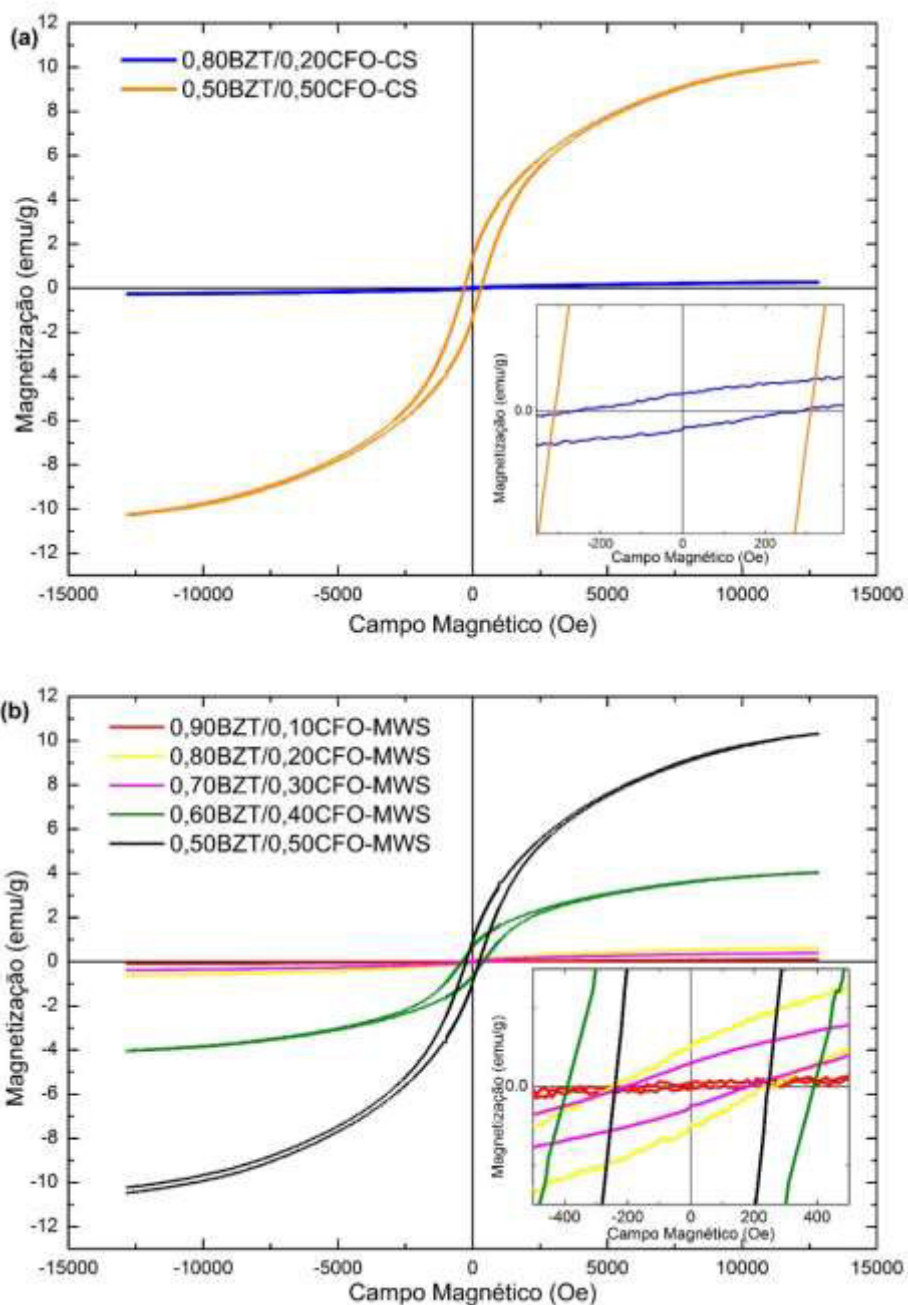 (a)
0,80BZT/0,20CFO-CS
0,50BZT/0,50CFO-CS
12
10
8
6
4
2
0
-2
-4
-6
-8
-10
-12
Magnetização (emu/g)
-15000 -10000 -5000 0 5000 10000 15000
Campo Magnético (Oe)
Magnetização (emu/g)
0.0
-200 0 200
Campo Magnético (Oe)
(b)
0,90BZT/0,10CFO-MWS
0,80BZT/0,20CFO-MWS
0,70BZT/0,30CFO-MWS
0,60BZT/0,40CFO-MWS
0,50BZT/0,50CFO-MWS
12
10
8
6
4
2
0
-2
-4
-6
-8
-10
-12
Magnetização (emu/g)
-15000 -10000 -5000 0 5000 10000 15000
Campo Magnético (Oe)
Magnetização (emu/g)
0.0
-400 -200 0 200 400
Campo Magnético (Oe)